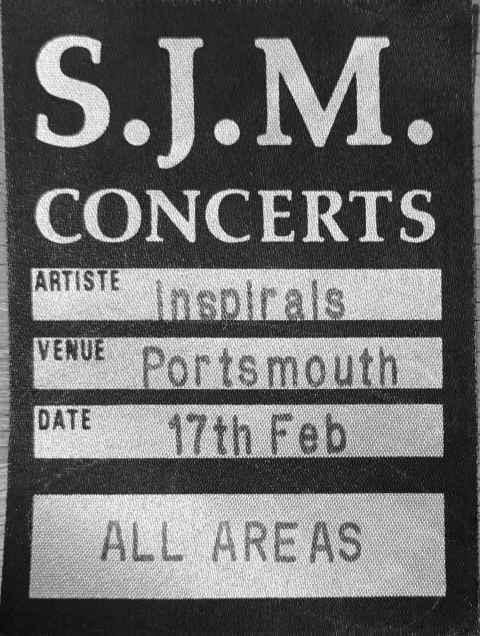 S.J.M.
CONCERTS
ARTISTE Inspirals
VENUE Portsmouth
DATE 17th Feb
ALL AREAS